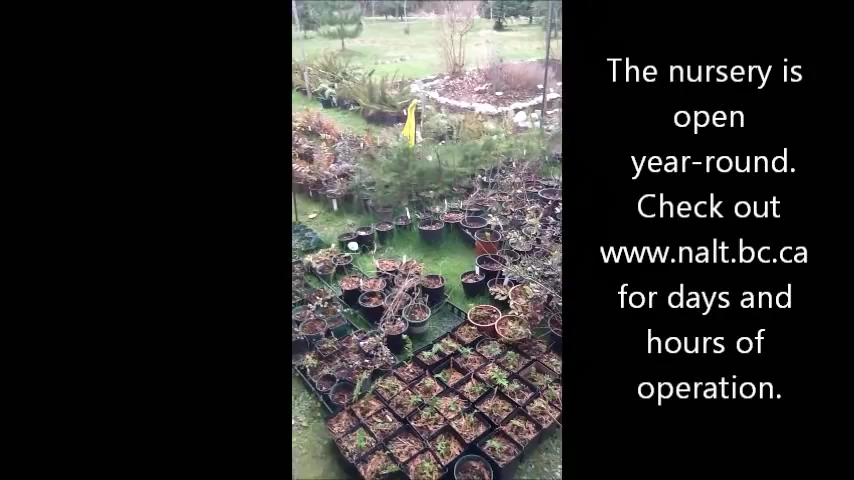 The nursery is
open
year-round.
Check out
www.nalt.bc.ca
for days and
hours of
operation.